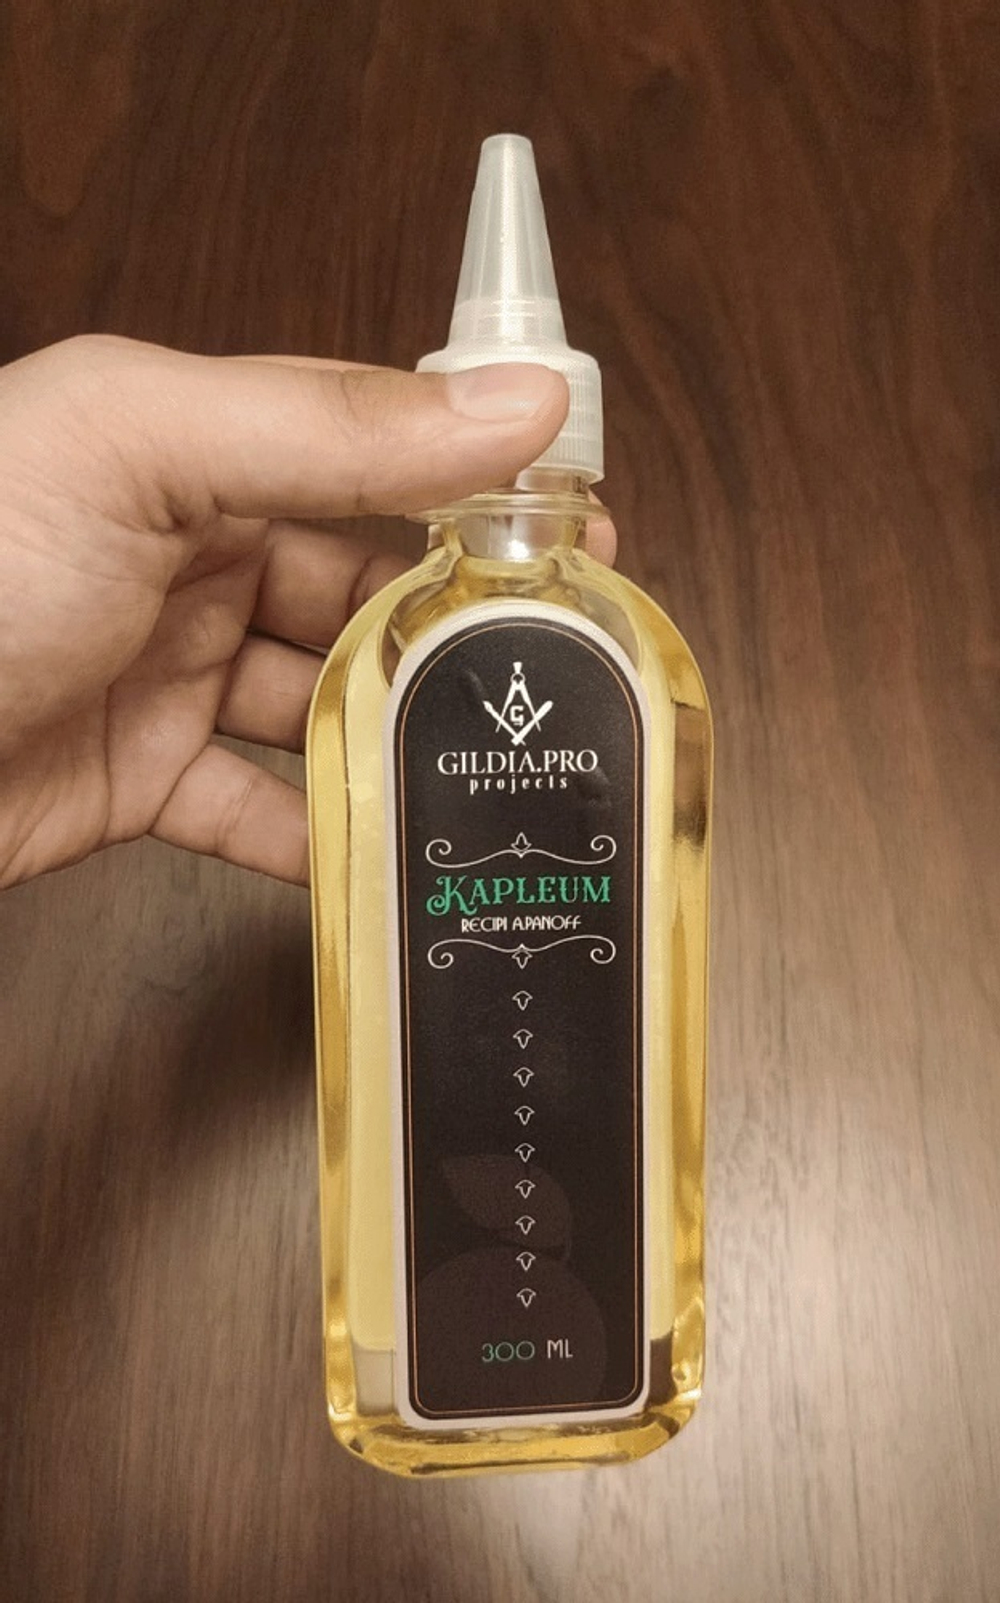 G
GILDIA.PRO
projects
KAPLEUM
RECIPI A.PANOFF
300 ML